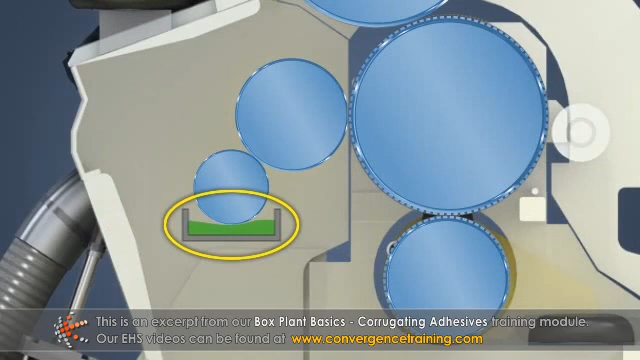 This is an excerpt from our Box Plant Basics - Corrugating Adhesives training module.
Our EHS videos can be found at www.convergencetraining.com